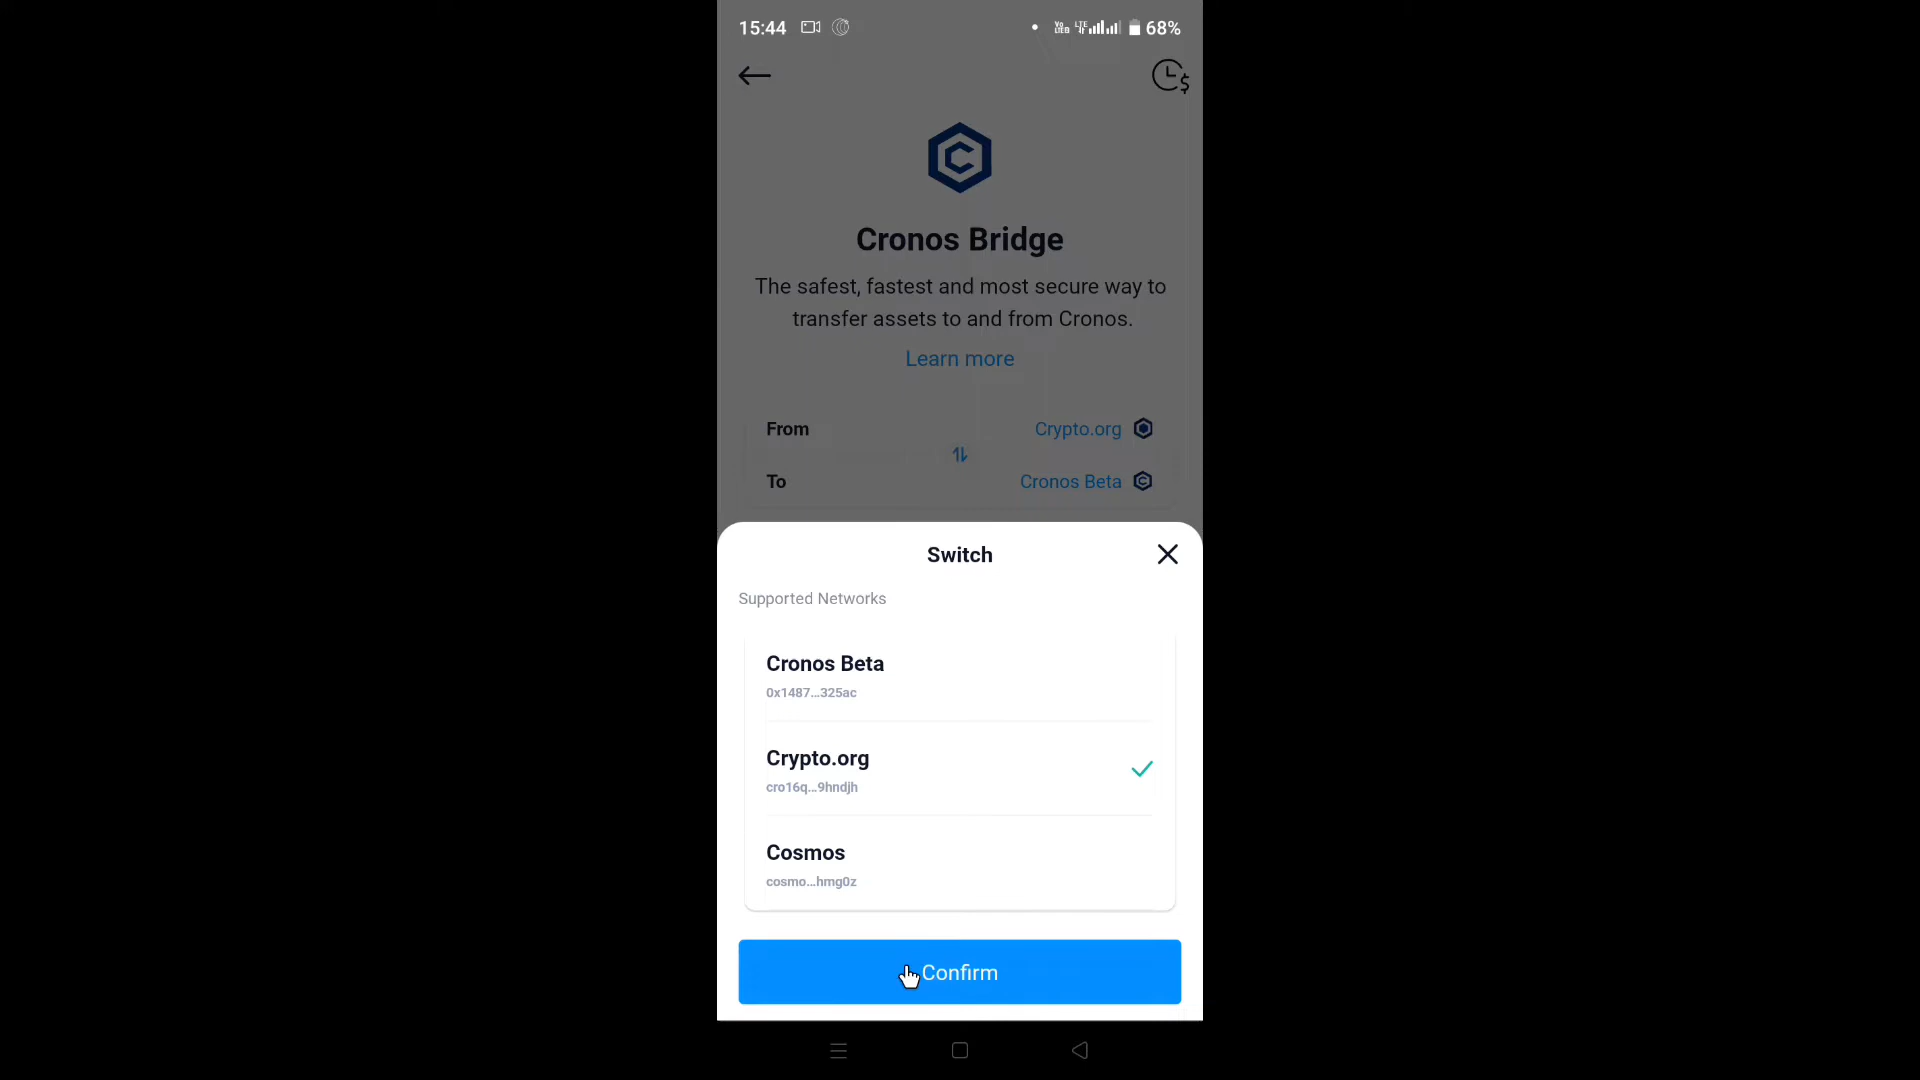 15:44 68%
Cronos Bridge
The safest, fastest and most secure way to
transfer assets to and from Cronos.
Learn more
From Crypto.org
To Cronos Beta
Switch
Supported Networks
Cronos Beta
0x1487...325ac
Crypto.org
cro16q...9hndjh
Cosmos
cosmo...hrng0z
Confirm